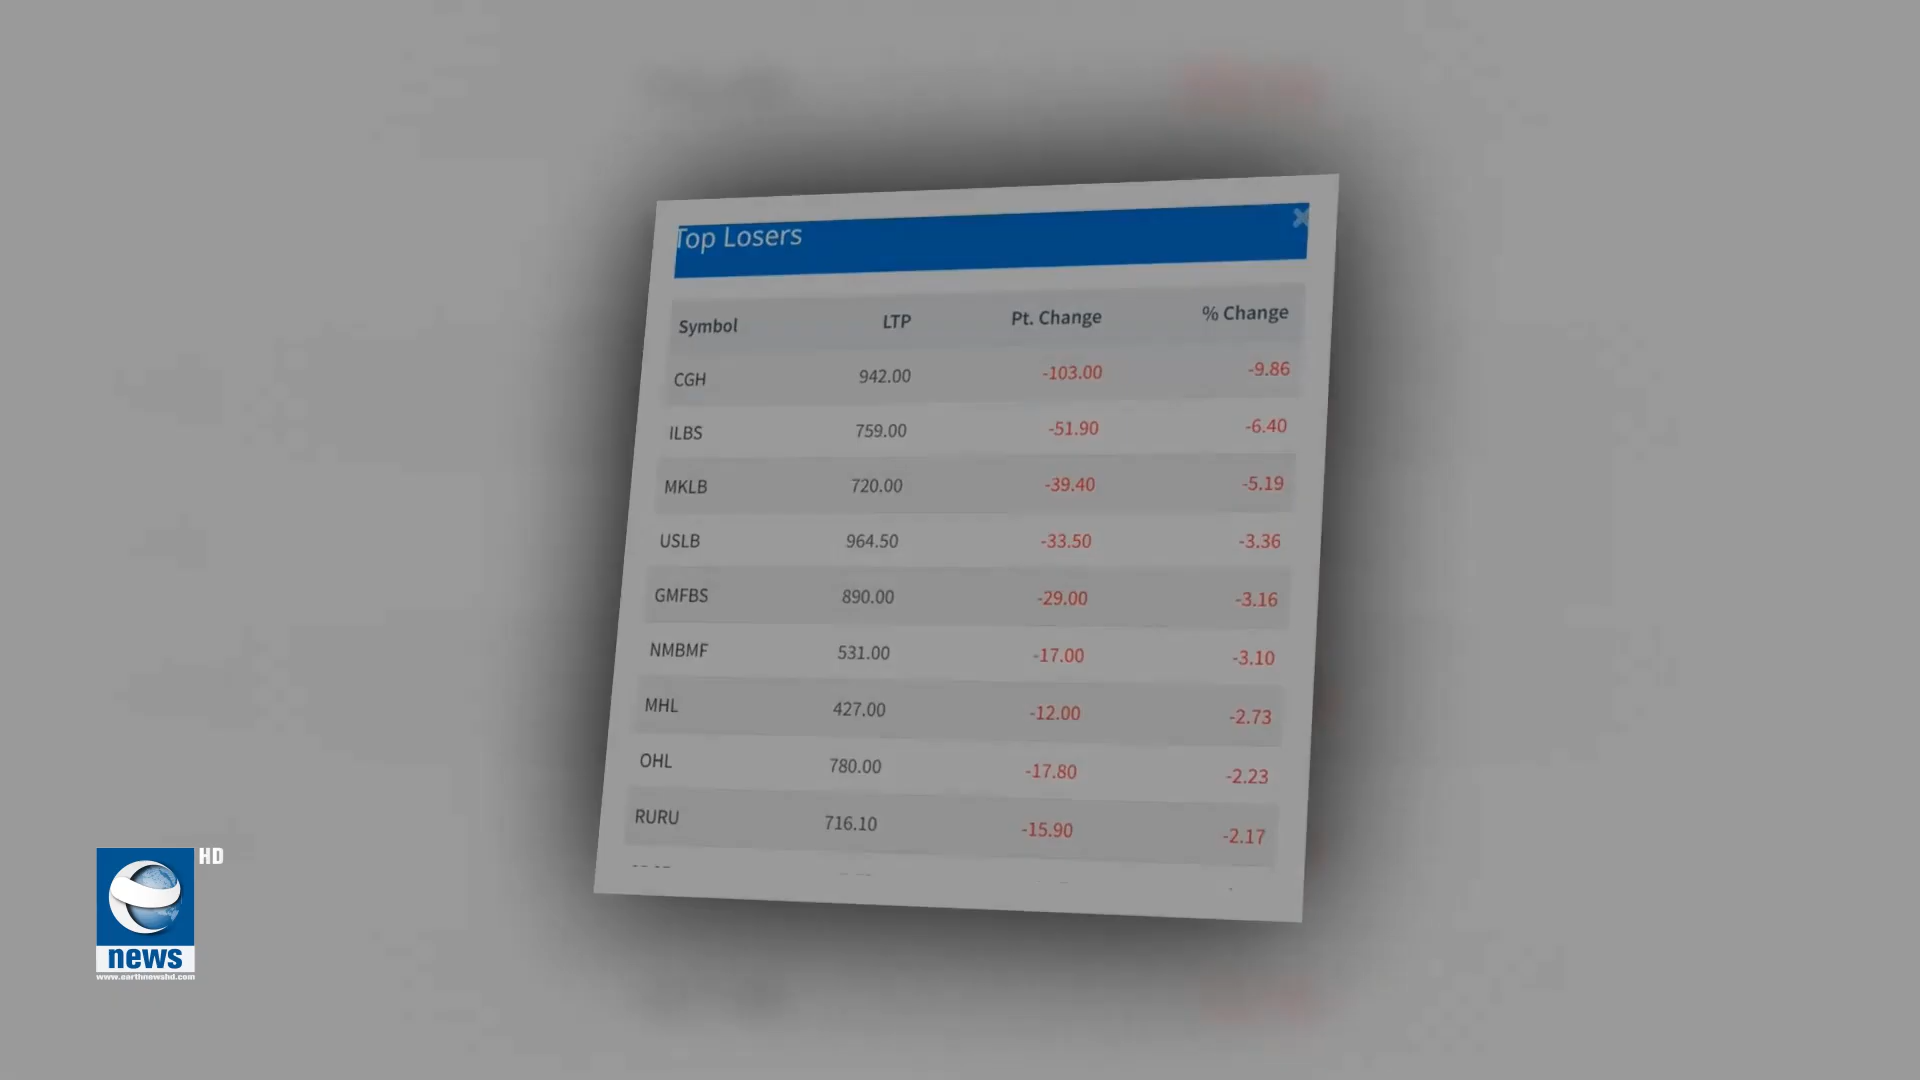 Top Losers
Symbol LTP Pt. Change % Change
CGH 942.00 -103.00 -9.86
ILBS 759.00 -51.90 -6.40
MKLB 720.00 -39.40 -5.19
USLB 964.50 -33.50 -3.36
GMFBS 890.00 -29.00 -3.16
NMBMF 531.00 -17.00 -3.10
MHL 427.00 -12.00 -2.73
OHL 780.00 -17.80 -2.23
RURU 716.10 -15.90 -2.17
HD
news
www.earthnewshd.com